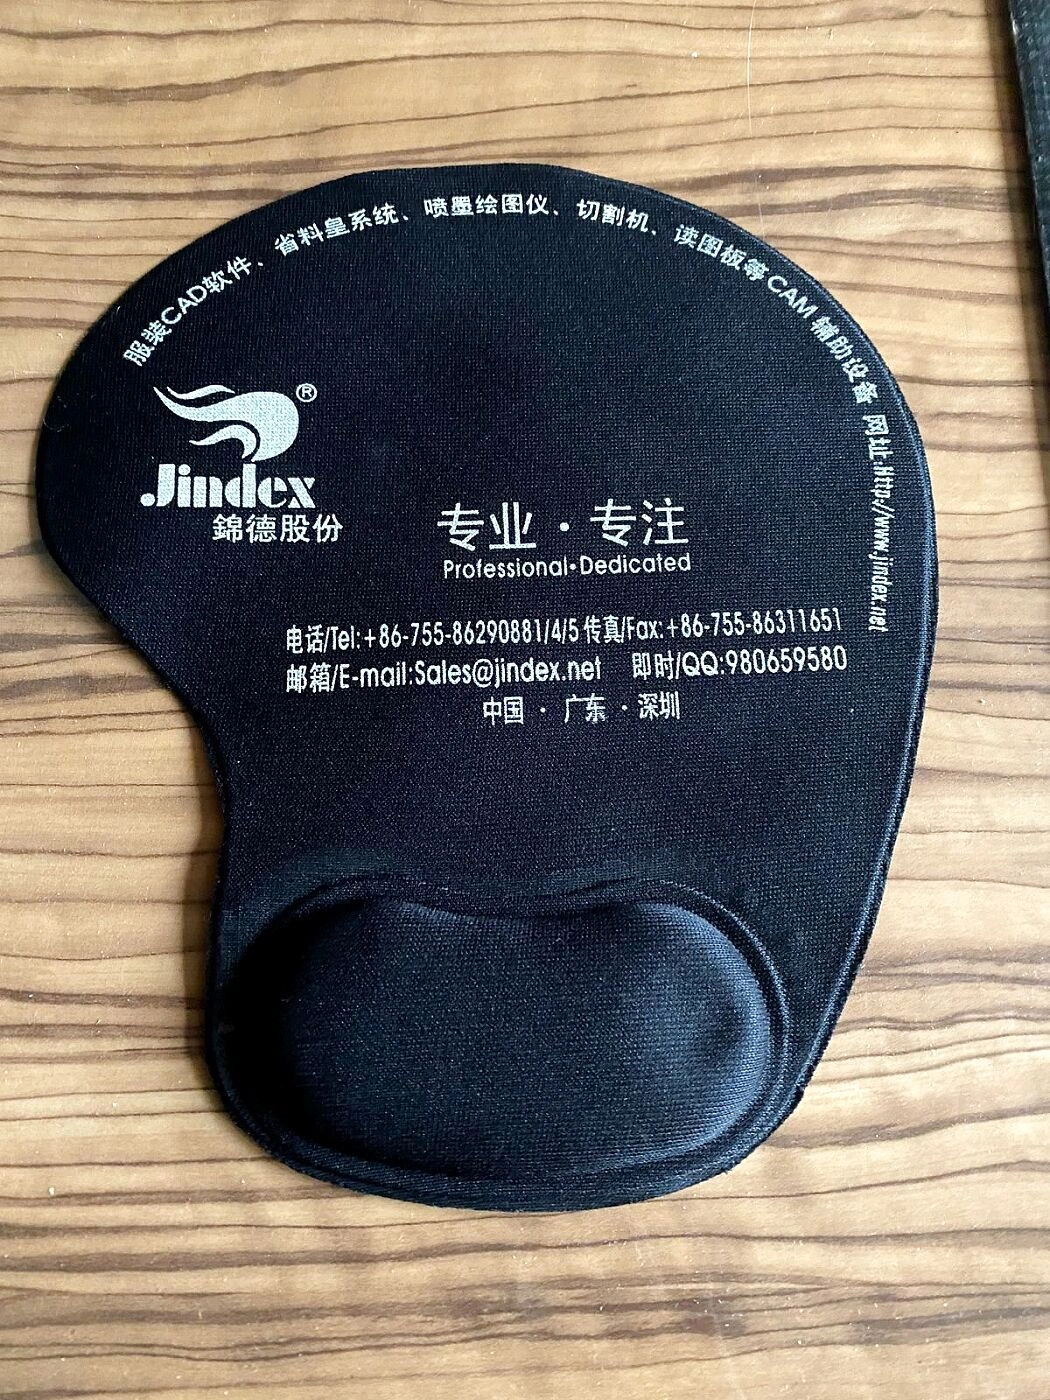 服装CAD软件、省料皇系统、喷墨绘图仪、切割机、读图板等CAM 辅助设备 网址:Http://www.jindex.net
®
Jindex
錦德股份
专业·专注
Professional·Dedicated
电话/Tel:+86-755-86290881/4/5 传真/Fax:+86-755-86311651
邮箱/E-mail:Sales@jindex.net 即时/QQ:980659580
中国 · 广东 · 深圳